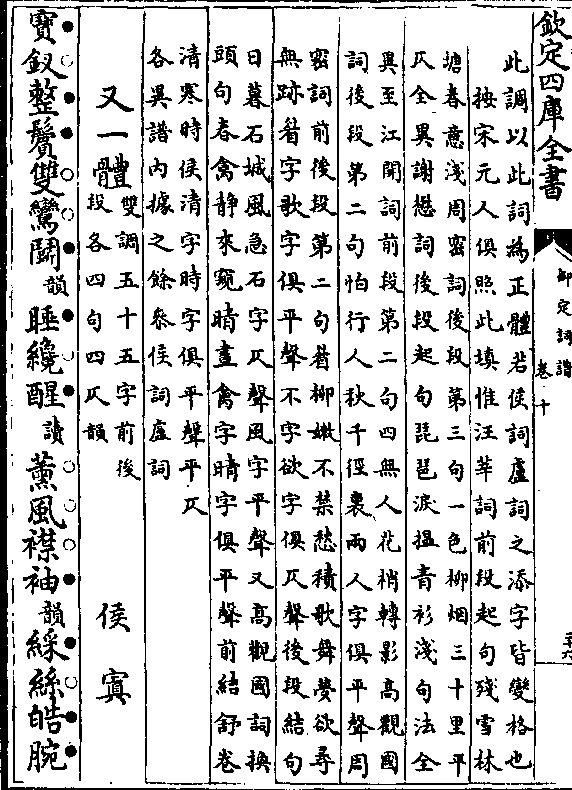 欽定四庫全書
御定詞譜
卷十
此調以此詞為正體若侯詞盧詞之添字皆變格也
按宋元人俱照此填惟汪莘詞前段起句殘雪林
塘春意淺周密詞後段第三句一色柳烟三十里平
仄全異謝懋詞後段起句琵琶淚搵青衫淺句法全
異至江開詞前段第二句四無人花稍轉影高觀國
詞後段第二句怕行人秋千徑裏兩人字俱平聲周
密詞前後段第二句看柳嫩不禁愁積歌舞夢欲尋
無跡看字歌字俱平聲不字欲字俱仄聲後段結句
日暮石城風急石字仄聲風字平聲又高觀國詞換
頭句春禽静來窺晴晝禽字晴字俱平聲前結舒卷
清寒時候清字時字俱平聲平仄
各異譜内據之餘叅侯詞盧詞
又一體
雙調五十五字前後
段各四句四仄韻
侯寘
寶釵整鬢雙鸞鬭韻睡纔醒讀薰風襟袖韻綵絲皓腕